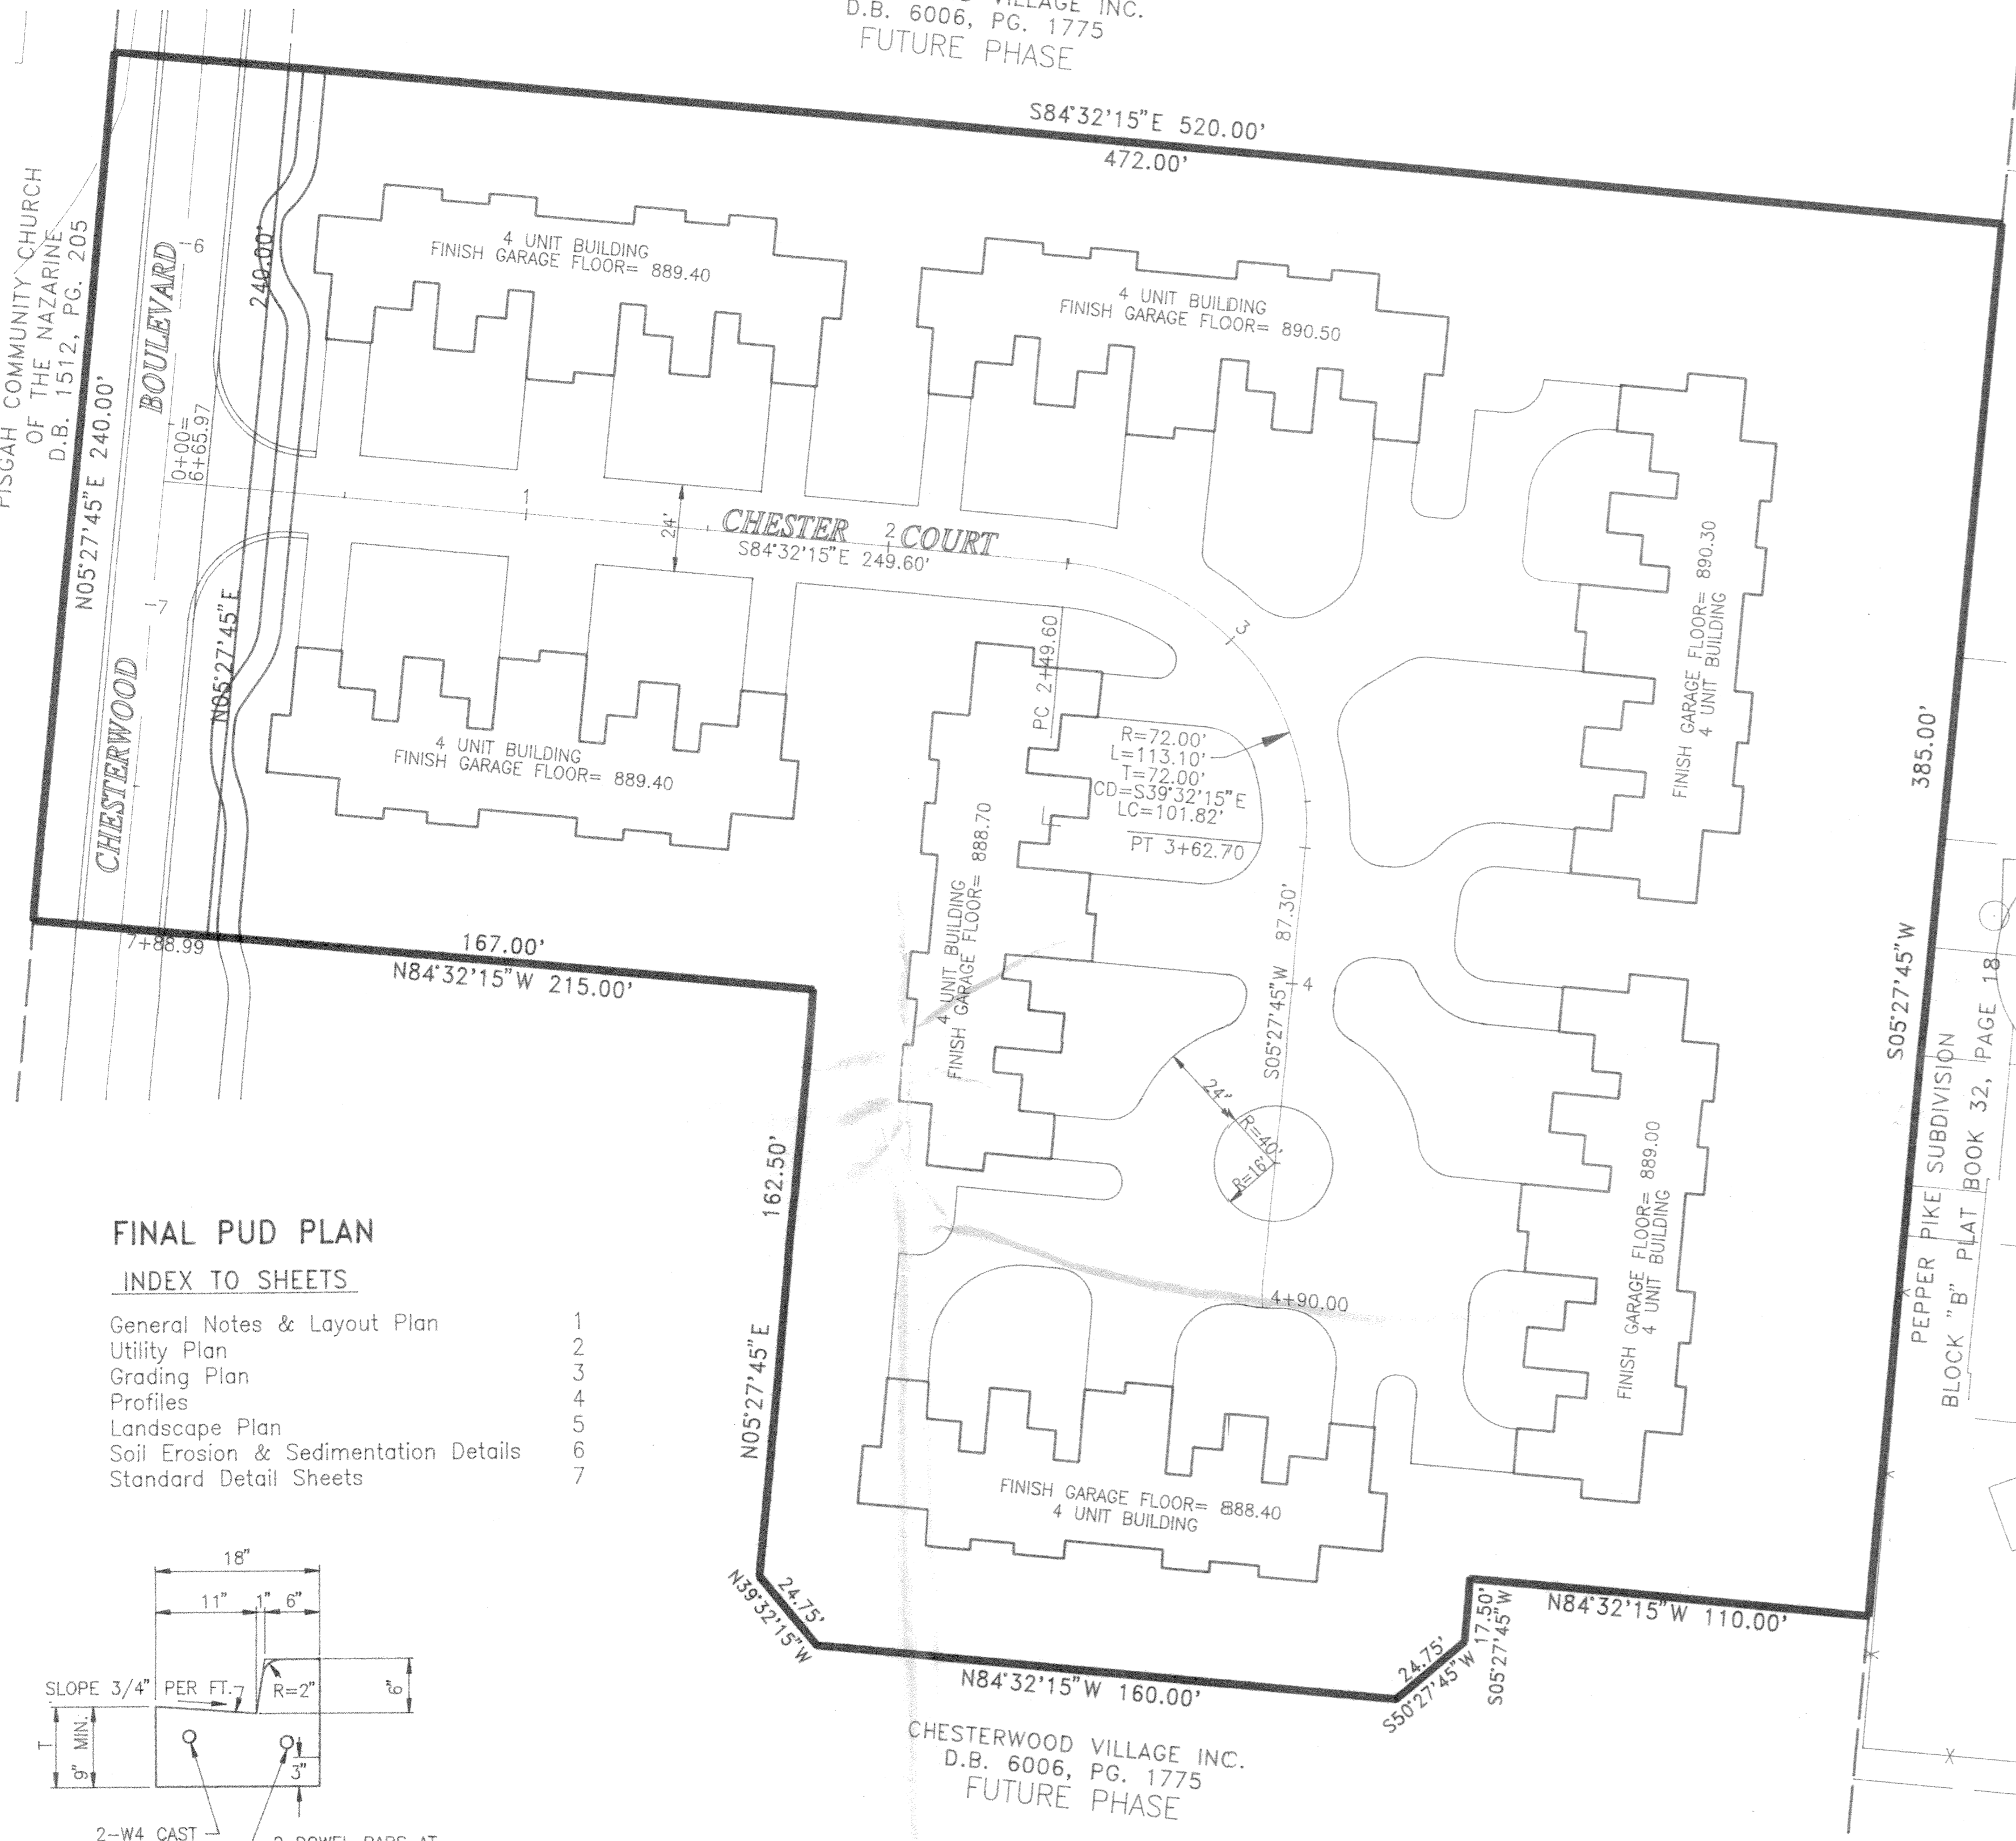 VILLAGE INC.
D.B. 6006, PG. 1775
FUTURE PHASE
S84°32'15"E 520.00'
472.00'
PISGAH COMMUNITY CHURCH
OF THE NAZARINE
D.B. 1512, PG. 205
N05°27'45"E 240.00'
CHESTERWOOD BOULEVARD
6
7
0+00=
6+65.97
240.00'
N05°27'45"E
7+88.99
4 UNIT BUILDING
FINISH GARAGE FLOOR= 889.40
4 UNIT BUILDING
FINISH GARAGE FLOOR= 890.50
1
24'
CHESTER 2 COURT
S84°32'15"E 249.60'
3
PC 2+49.60
FINISH GARAGE FLOOR= 890.30
4 UNIT BUILDING
4 UNIT BUILDING
FINISH GARAGE FLOOR= 889.40
R=72.00'
L=113.10'
T=72.00'
CD=S39°32'15"E
LC=101.82'
PT 3+62.70
4 UNIT BUILDING
FINISH GARAGE FLOOR= 888.70
S05°27'45"W 87.30'
4
385.00'
S05°27'45"W
167.00'
N84°32'15"W 215.00'
24"
R=40'
R=16'
4+90.00
FINISH GARAGE FLOOR= 889.00
4 UNIT BUILDING
PEPPER PIKE SUBDIVISION
BLOCK "B" PLAT BOOK 32, PAGE 18
162.50'
N05°27'45"E
FINISH GARAGE FLOOR= 888.40
4 UNIT BUILDING
24.75'
N39°32'15"W
N84°32'15"W 160.00'
24.75'
S50°27'45"W
17.50'
S05°27'45"W
N84°32'15"W 110.00'
CHESTERWOOD VILLAGE INC.
D.B. 6006, PG. 1775
FUTURE PHASE
FINAL PUD PLAN
INDEX TO SHEETS
General Notes & Layout Plan 1
Utility Plan 2
Grading Plan 3
Profiles 4
Landscape Plan 5
Soil Erosion & Sedimentation Details 6
Standard Detail Sheets 7
18"
11" 1" 6"
SLOPE 3/4" PER FT.
R=2"
6"
T
9" MIN.
3"
2-W4 CAST
2 DOWEL BARS AT